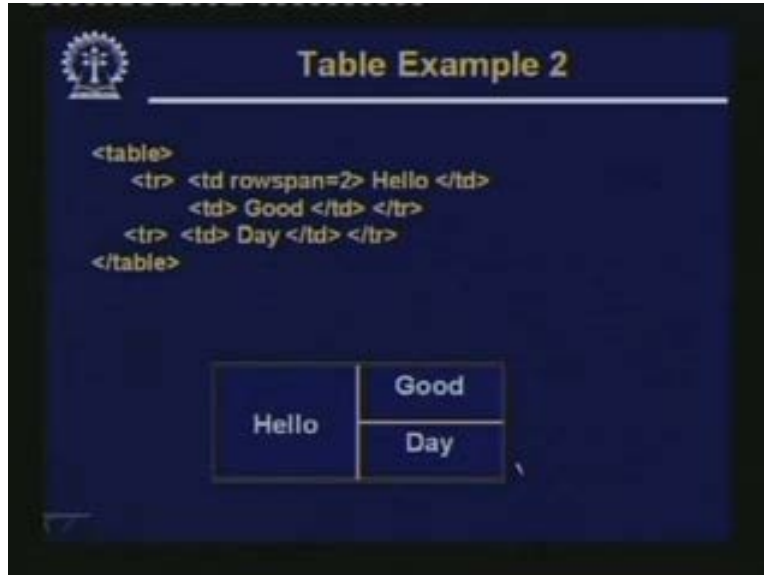 Table Example 2
<table>
<tr> <td rowspan=2> Hello </td>
<td> Good </td> </tr>
<tr> <td> Day </td> </tr>
</table>
Good
Hello
Day